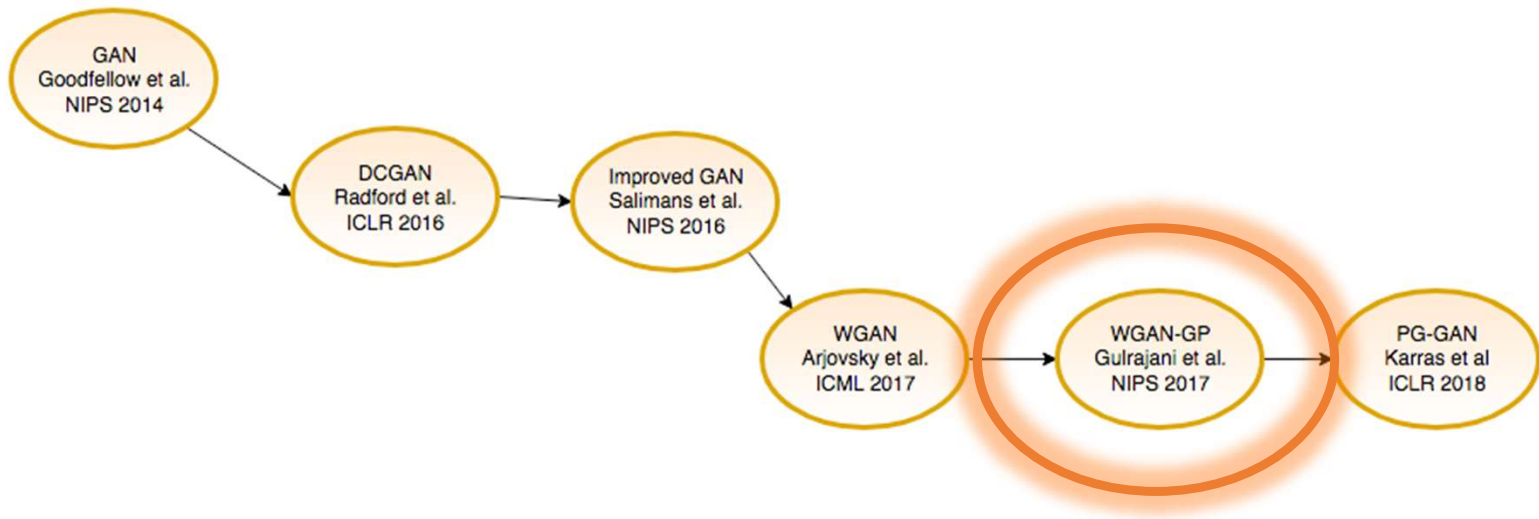 GAN
Goodfellow et al.
NIPS 2014
DCGAN
Radford et al.
ICLR 2016
Improved GAN
Salimans et al.
NIPS 2016
WGAN
Arjovsky et al.
ICML 2017
WGAN-GP
Gulrajani et al.
NIPS 2017
PG-GAN
Karras et al
ICLR 2018